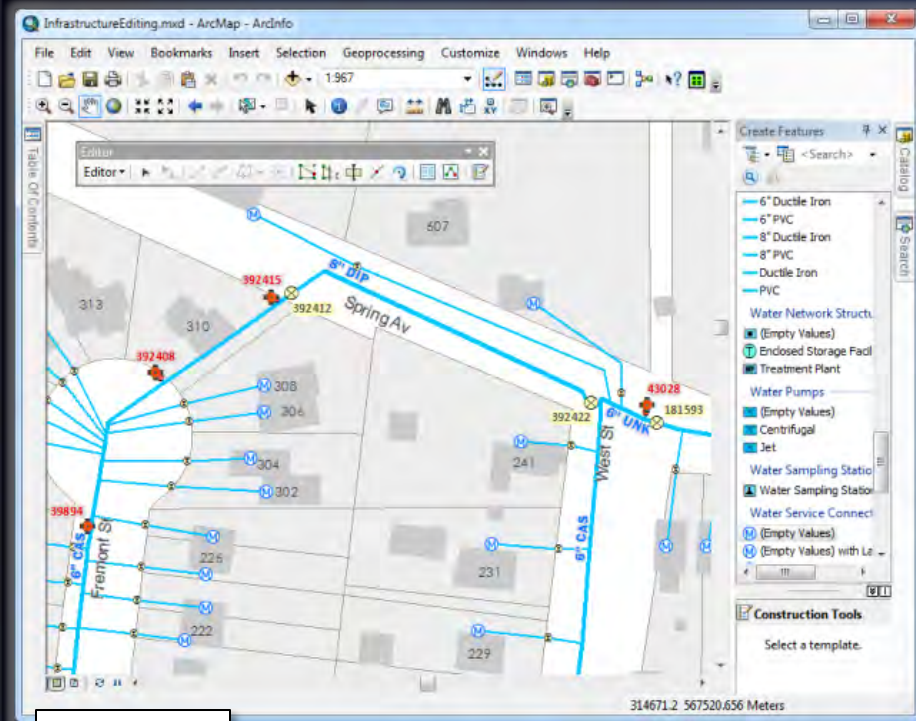 InfrastructureEditing.mxd - ArcMap - ArcInfo
File Edit View Bookmarks Insert Selection Geoprocessing Customize Windows Help
1:967
Table Of Contents
Editor
Editor
Create Features
<Search>
Catalog
Search
6" Ductile Iron
6" PVC
8" Ductile Iron
8" PVC
Ductile Iron
PVC
Water Network Structu
(Empty Values)
Enclosed Storage Facil
Treatment Plant
Water Pumps
(Empty Values)
Centrifugal
Jet
Water Sampling Statio
Water Sampling Station
Water Service Connect
(Empty Values)
(Empty Values) with La
Construction Tools
Select a template.
607
8" DIP
392415
392412
Spring Av
313
310
392408
308
306
304
302
43028
181593
392422
6" UNK
West St
241
39894
6" CAS
Fremont St
226
6" CAS
231
222
229
314671.2 567520.656 Meters